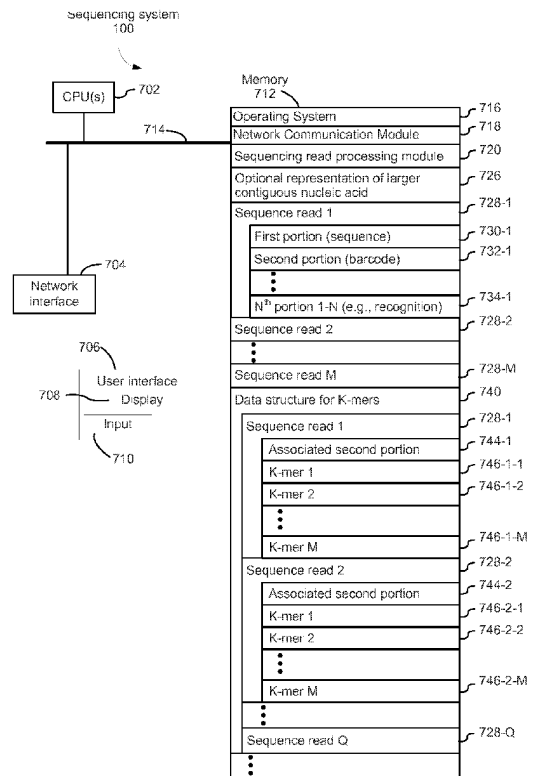 Sequencing system
100
CPU(s)
702
714
Network
interface
704
706
User interface
708
Display
Input
710
Memory
712
Operating System
716
Network Communication Module
718
Sequencing read processing module
720
Optional representation of larger
contiguous nucleic acid
726
Sequence read 1
728-1
First portion (sequence)
730-1
Second portion (barcode)
732-1
Nth portion 1-N (e.g., recognition)
734-1
Sequence read 2
728-2
Sequence read M
728-M
Data structure for K-mers
740
Sequence read 1
728-1
Associated second portion
744-1
K-mer 1
746-1-1
K-mer 2
746-1-2
K-mer M
746-1-M
Sequence read 2
728-2
Associated second portion
744-2
K-mer 1
746-2-1
K-mer 2
746-2-2
K-mer M
746-2-M
Sequence read Q
728-Q